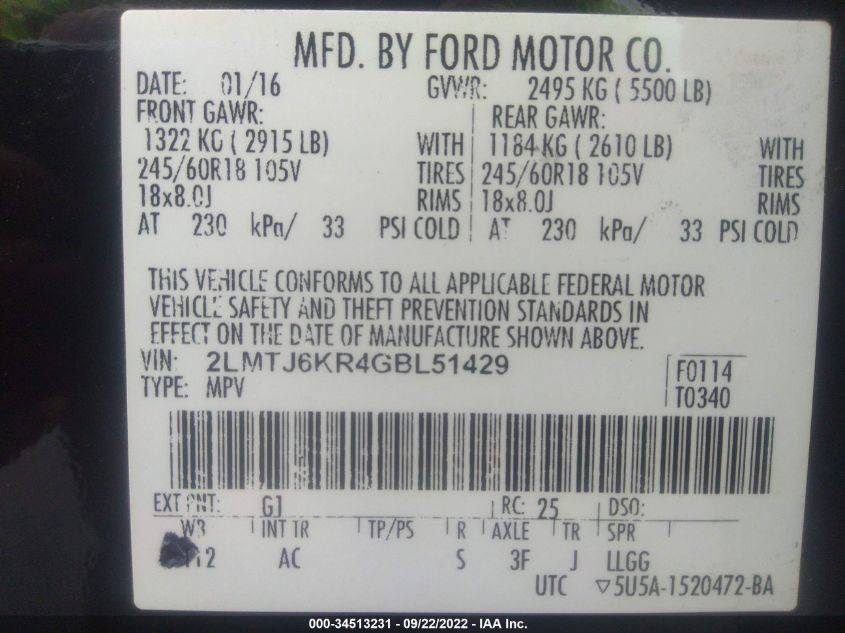 MFD. BY FORD MOTOR CO.
DATE: 01/16 GVWR: 2495 KG ( 5500 LB)
FRONT GAWR: REAR GAWR:
1322 KG ( 2915 LB) WITH 1184 KG ( 2610 LB) WITH
245/60R18 105V TIRES 245/60R18 105V TIRES
18x8.0J RIMS 18x8.0J RIMS
AT 230 kPa/ 33 PSI COLD AT 230 kPa/ 33 PSI COLD
THIS VEHICLE CONFORMS TO ALL APPLICABLE FEDERAL MOTOR
VEHICLE SAFETY AND THEFT PREVENTION STANDARDS IN
EFFECT ON THE DATE OF MANUFACTURE SHOWN ABOVE.
VIN: 2LMTJ6KR4GBL51429 F0114
TYPE: MPV T0340
EXT PNT: G1 RC: 25 DSO:
WB INT TR TP/PS R AXLE TR SPR
AC S 3F J LLGG
UTC ▽5U5A-1520472-BA
000-34513231 - 09/22/2022 - IAA Inc.